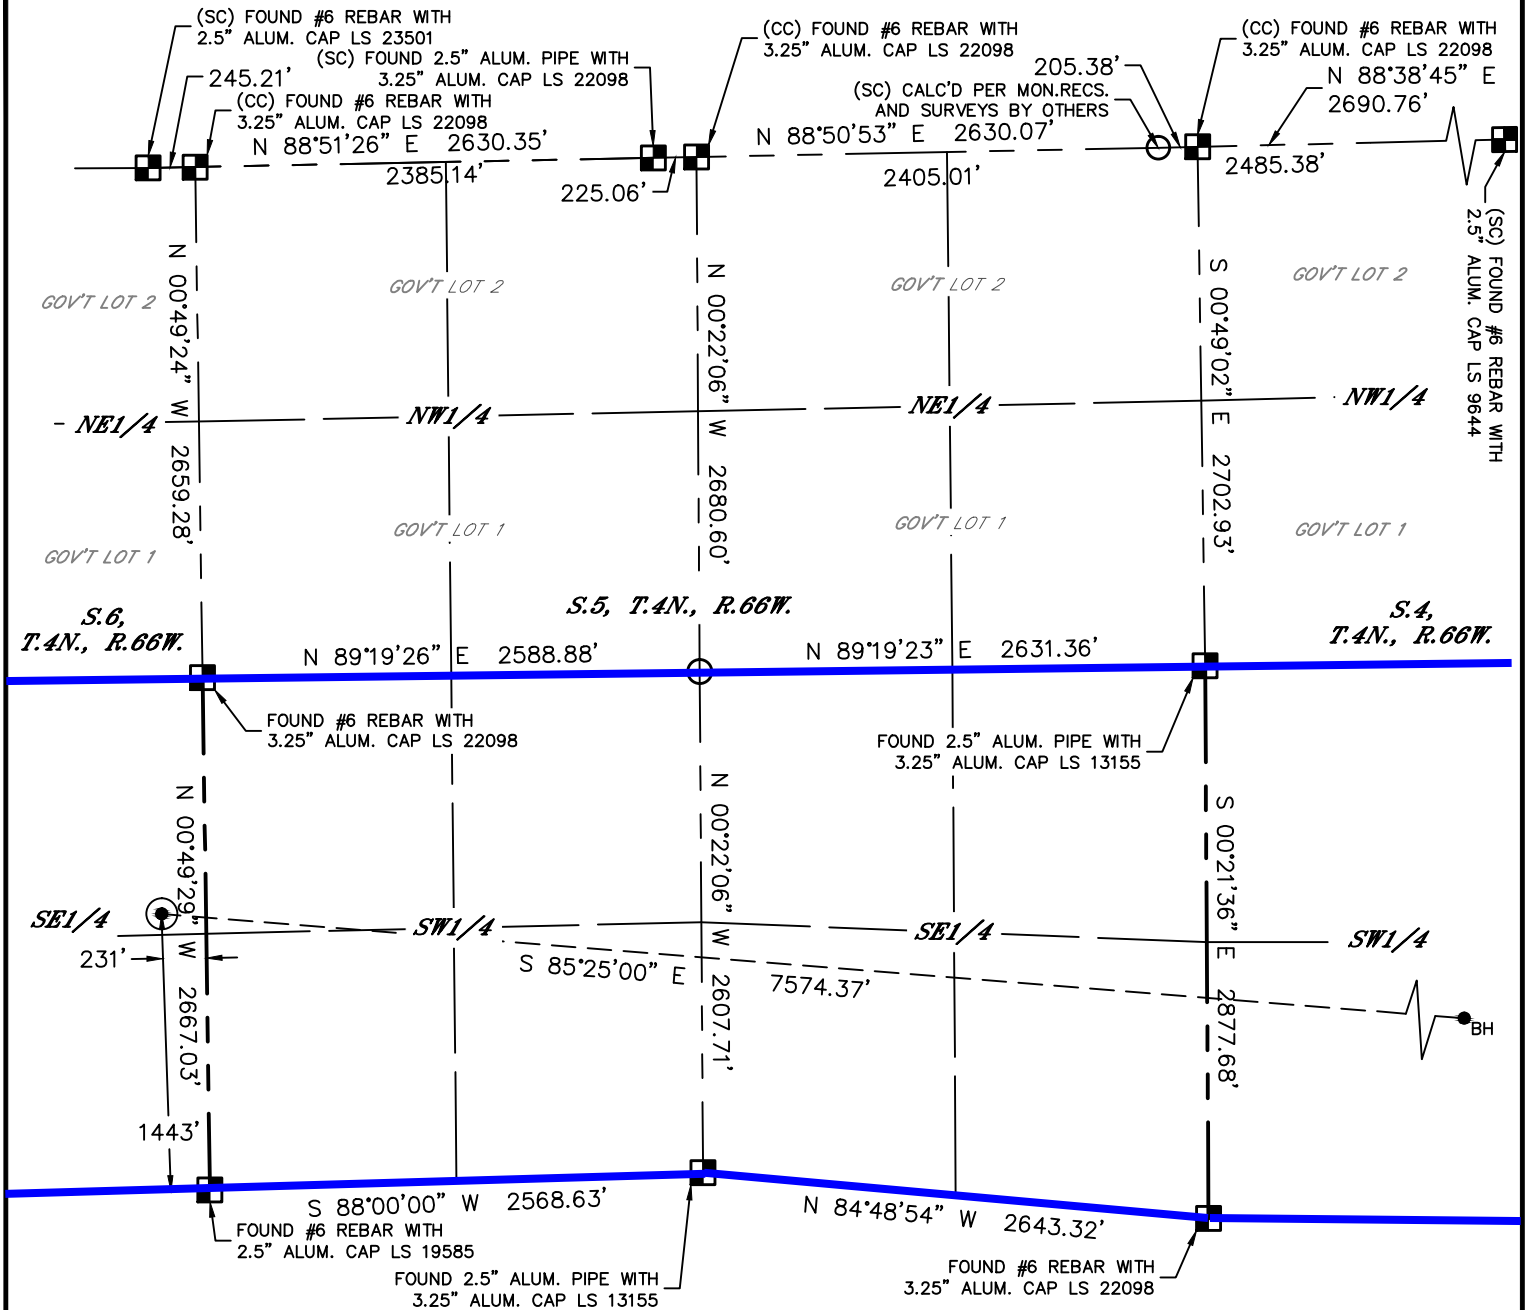 (SC) FOUND #6 REBAR WITH
2.5” ALUM. CAP LS 23501
(SC) FOUND 2.5” ALUM. PIPE WITH
3.25” ALUM. CAP LS 22098
245.21’
(CC) FOUND #6 REBAR WITH
3.25” ALUM. CAP LS 22098
(CC) FOUND #6 REBAR WITH
3.25” ALUM. CAP LS 22098
205.38’
(SC) CALC’D PER MON.RECS.
AND SURVEYS BY OTHERS
(CC) FOUND #6 REBAR WITH
3.25” ALUM. CAP LS 22098
N 88°38’45” E
2690.76’
N 88°51’26” E 2630.35’
2385.14’
225.06’
N 88°50’53” E 2630.07’
2405.01’
2485.38’
(SC) FOUND #6 REBAR WITH
2.5” ALUM. CAP LS 9644
N 00°49’24” W 2659.28’
N 00°22’06” W 2680.60’
S 00°49’02” E 2702.93’
GOV’T LOT 2
GOV’T LOT 2
GOV’T LOT 2
GOV’T LOT 2
- NE1/4
NW1/4
NE1/4
NW1/4
GOV’T LOT 1
GOV’T LOT 1
GOV’T LOT 1
GOV’T LOT 1
S.6,
T.4N., R.66W.
S.5, T.4N., R.66W.
S.4,
T.4N., R.66W.
N 89°19’26” E 2588.88’
N 89°19’23” E 2631.36’
FOUND #6 REBAR WITH
3.25” ALUM. CAP LS 22098
FOUND 2.5” ALUM. PIPE WITH
3.25” ALUM. CAP LS 13155
N 00°49’29” W 2667.03’
N 00°22’06” W 2607.71’
S 00°21’36” E 2877.68’
SE1/4
SW1/4
SE1/4
SW1/4
231’
S 85°25’00” E 7574.37’
BH
1443’
S 88°00’00” W 2568.63’
N 84°48’54” W 2643.32’
FOUND #6 REBAR WITH
2.5” ALUM. CAP LS 19585
FOUND 2.5” ALUM. PIPE WITH
3.25” ALUM. CAP LS 13155
FOUND #6 REBAR WITH
3.25” ALUM. CAP LS 22098